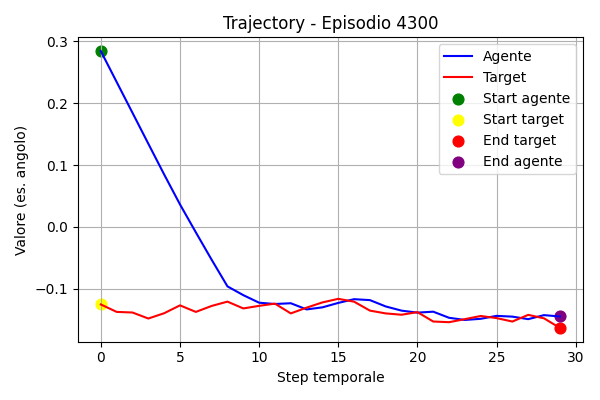 Trajectory - Episodio 4300
Valore (es. angolo)
0.3
0.2
0.1
0.0
−0.1
0
5
10
15
20
25
30
Step temporale
Agente
Target
Start agente
Start target
End target
End agente